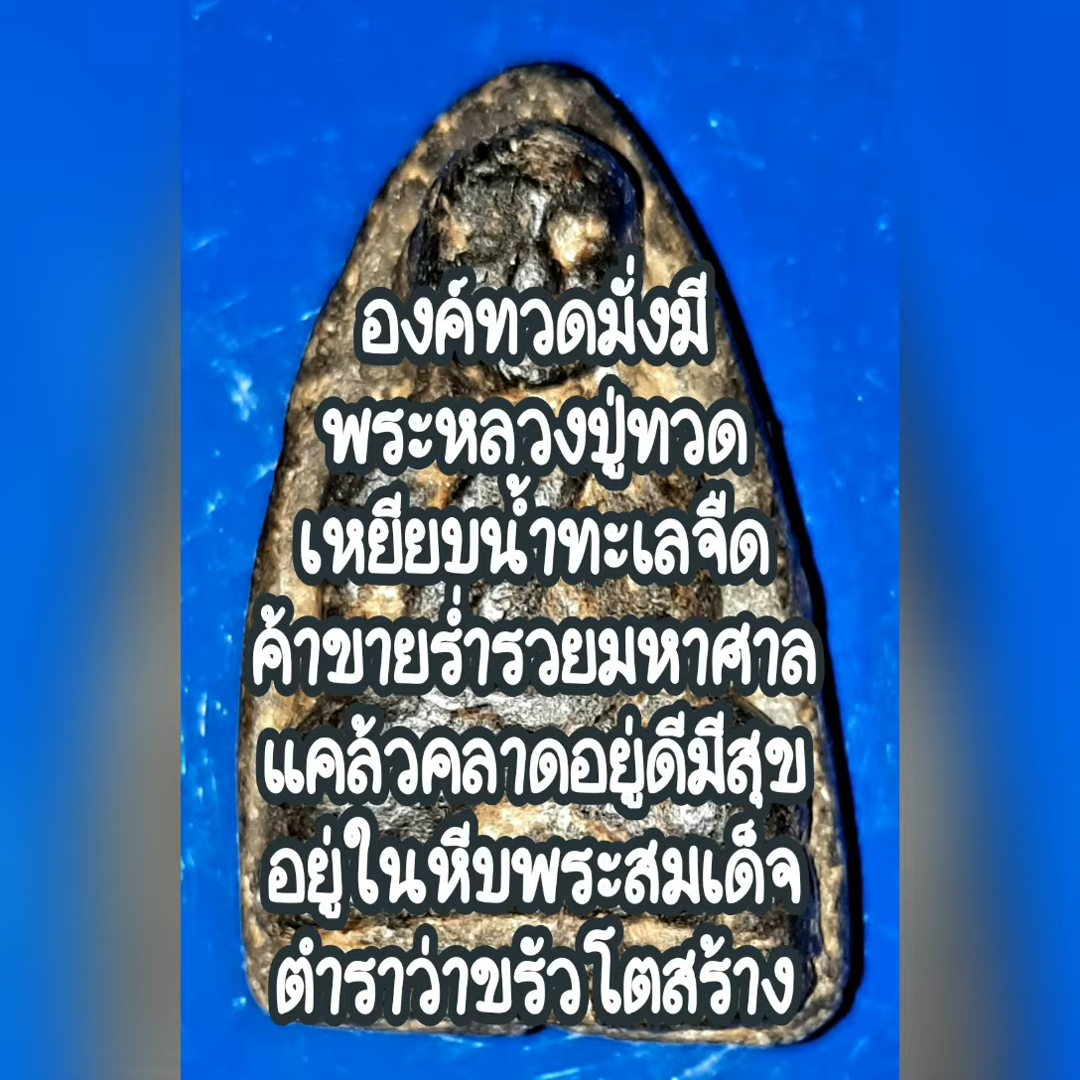 องค์ทวดมั่งมี
พระหลวงปู่ทวด
เหยียบน้ำทะเลจืด
ค้าขายร่ำรวยมหาศาล
แคล้วคลาดอยู่ดีมีสุข
อยู่ในหีบพระสมเด็จ
ตำราว่าขรัวโตสร้าง